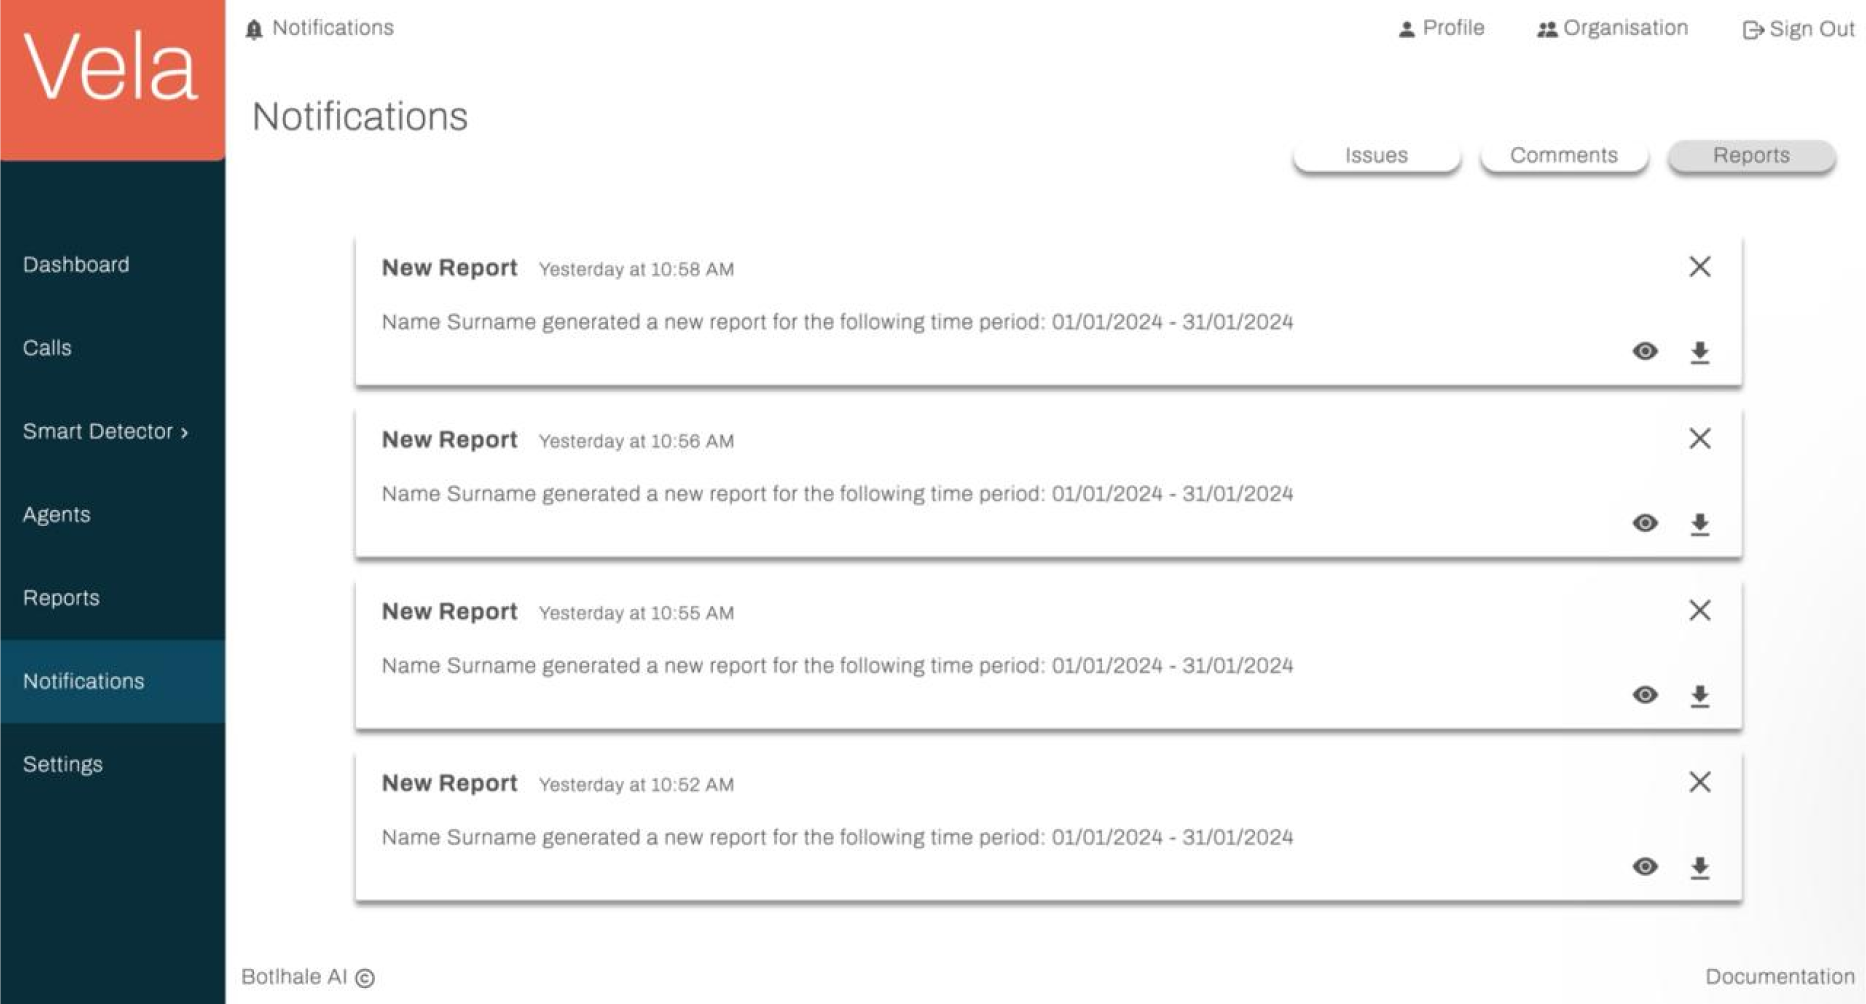 Vela
Notifications
Profile
Organisation
Sign Out
Notifications
Issues
Comments
Reports
Dashboard
Calls
Smart Detector ›
Agents
Reports
Notifications
Settings
New Report Yesterday at 10:58 AM
Name Surname generated a new report for the following time period: 01/01/2024 - 31/01/2024
New Report Yesterday at 10:56 AM
Name Surname generated a new report for the following time period: 01/01/2024 - 31/01/2024
New Report Yesterday at 10:55 AM
Name Surname generated a new report for the following time period: 01/01/2024 - 31/01/2024
New Report Yesterday at 10:52 AM
Name Surname generated a new report for the following time period: 01/01/2024 - 31/01/2024
Botlhale AI ©
Documentation